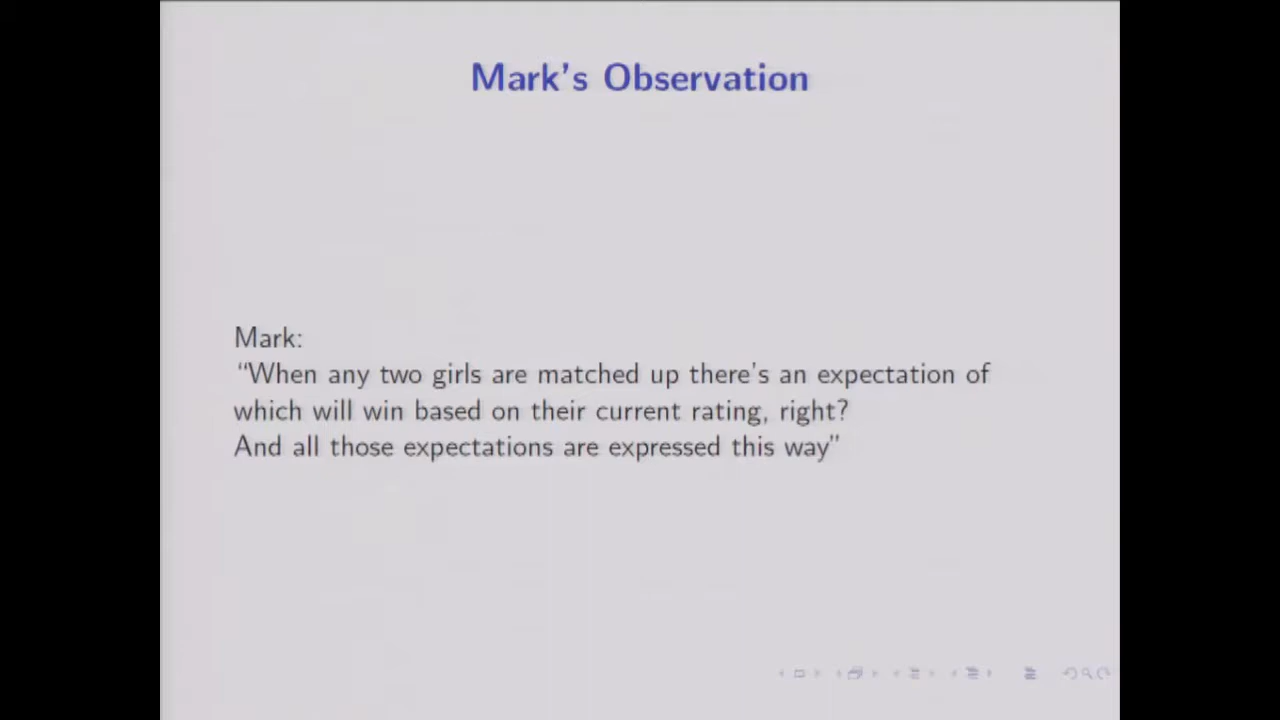 Mark's Observation
Mark:
“When any two girls are matched up there's an expectation of
which will win based on their current rating, right?
And all those expectations are expressed this way”